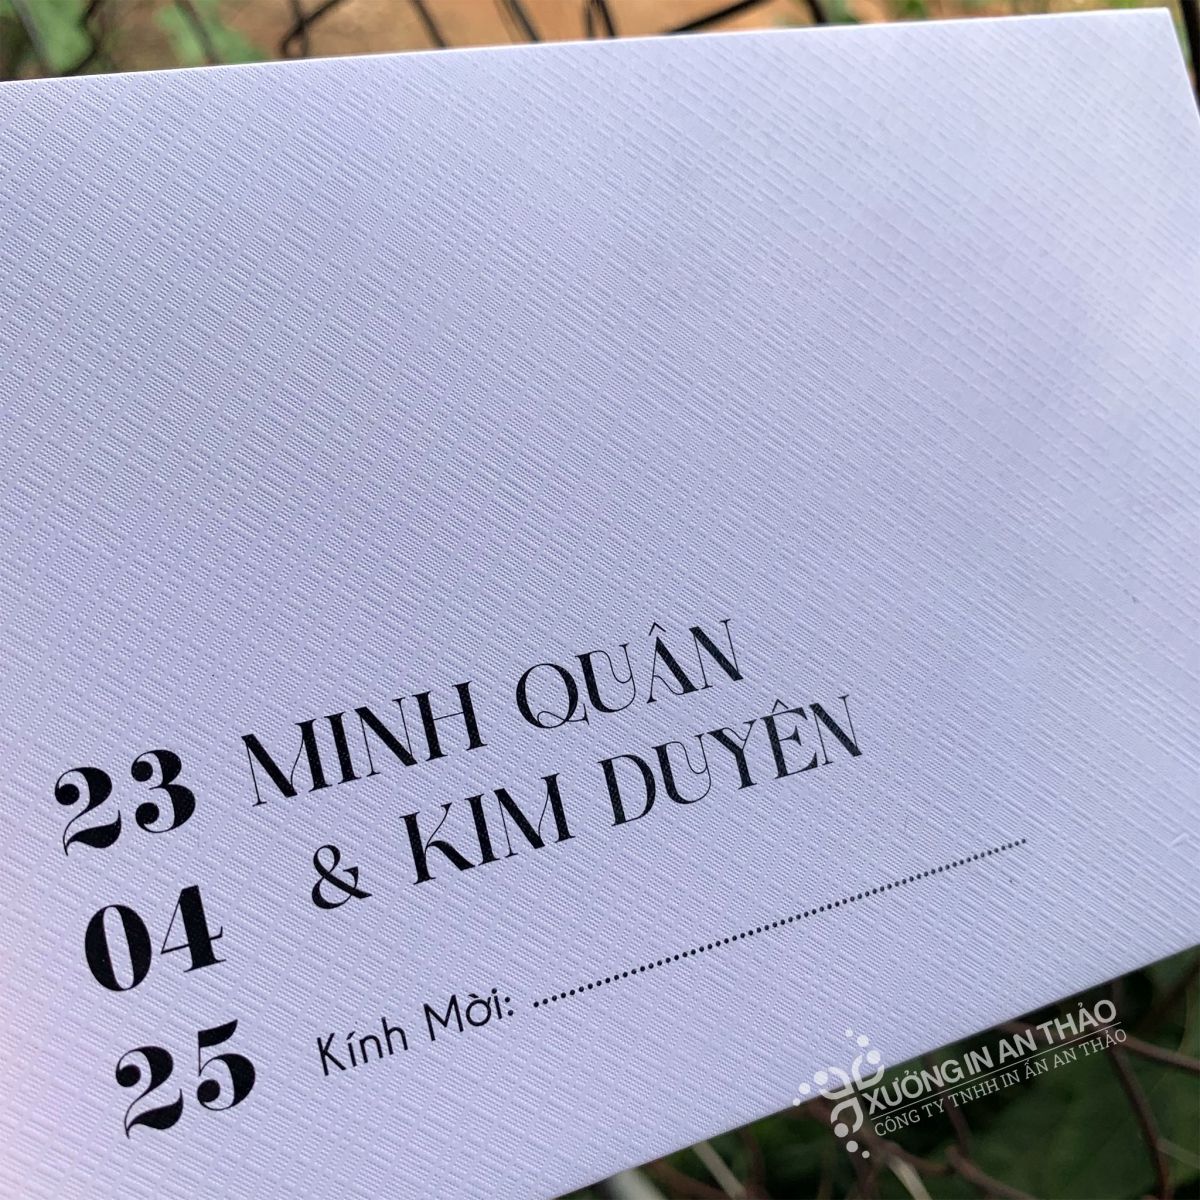 23
04
25
MINH QUÂN
& KIM DUYÊN
Kính Mời: ........................................................
XƯỞNG IN AN THẢO
CÔNG TY TNHH IN ẤN AN THẢO